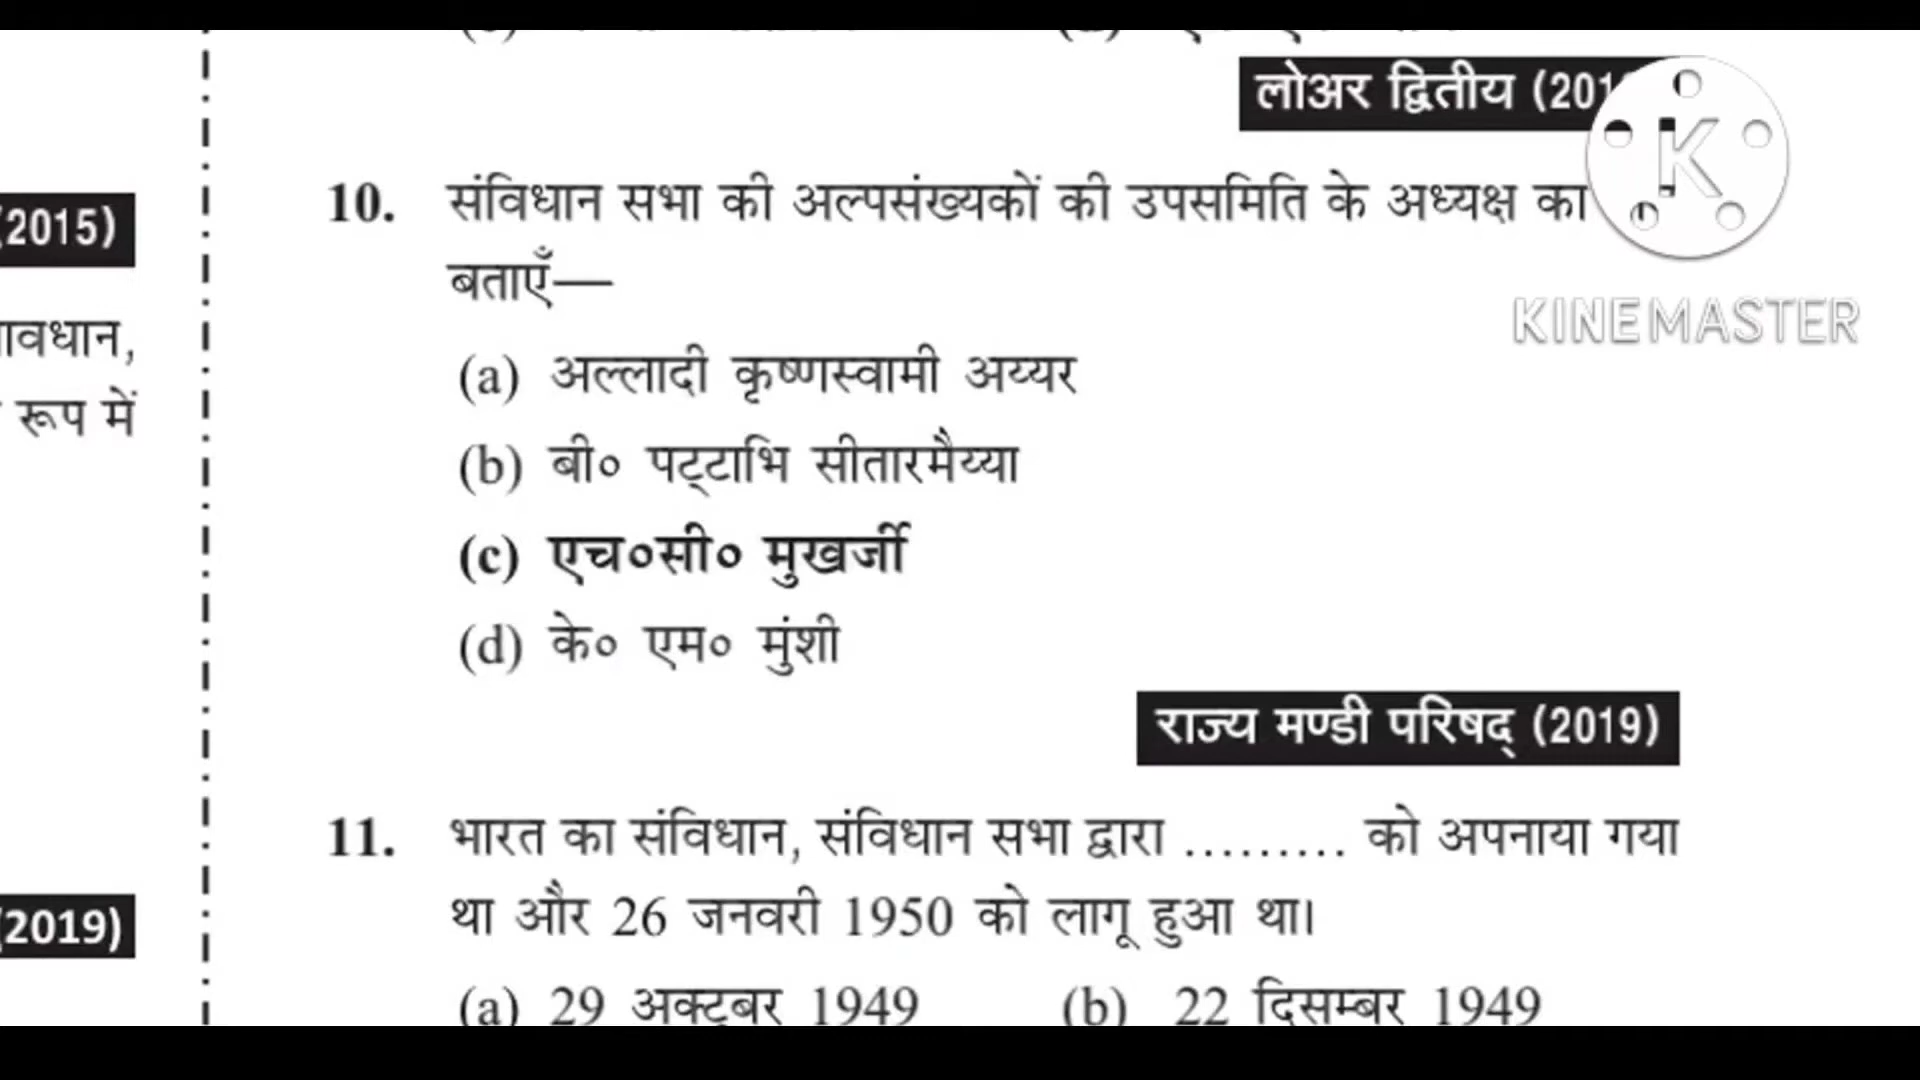 लोअर द्वितीय (201
(2015)
ावधान,
रूप में
(2019)
10. संविधान सभा की अल्पसंख्यकों की उपसमिति के अध्यक्ष का
बताएँ—
(a) अल्लादी कृष्णस्वामी अय्यर
(b) बी० पट्टाभि सीतारमैय्या
(c) एच०सी० मुखर्जी
(d) के० एम० मुंशी
राज्य मण्डी परिषद् (2019)
11. भारत का संविधान, संविधान सभा द्वारा ......... को अपनाया गया
था और 26 जनवरी 1950 को लागू हुआ था।
(a) 29 अक्टूबर 1949 (b) 22 दिसम्बर 1949
K
KINEMASTER